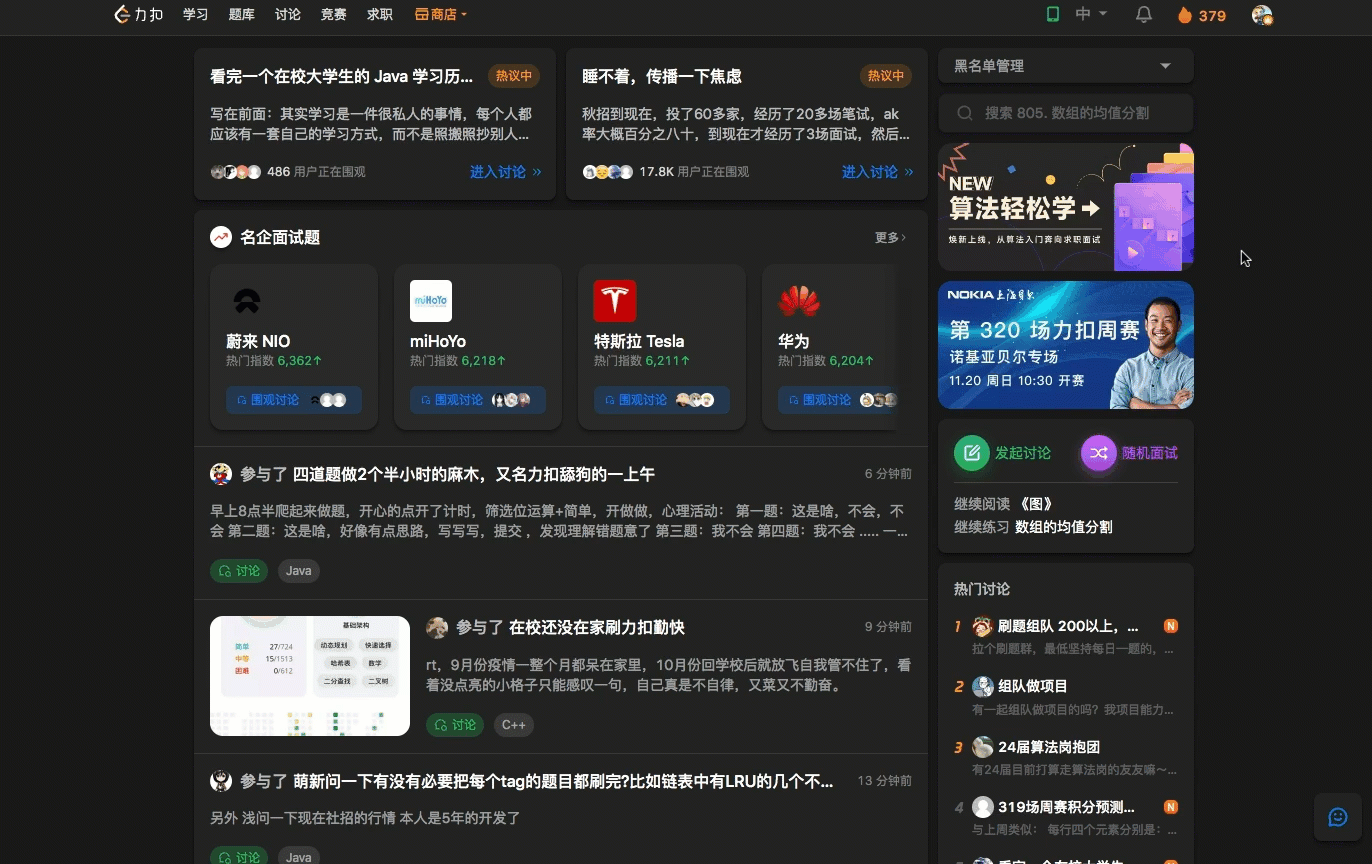 力扣 学习 题库 讨论 竞赛 求职 商店 中 379
看完一个在校大学生的 Java 学习历... 热议中
写在前面：其实学习是一件很私人的事情，每个人都
应该有一套自己的学习方式，而不是照搬照抄别人...
486 用户正在围观 进入讨论 »
睡不着，传播一下焦虑 热议中
秋招到现在，投了60多家，经历了20多场笔试，ak
率大概百分之八十，到现在才经历了3场面试，然后...
17.8K 用户正在围观 进入讨论 »
名企面试题 更多›
蔚来 NIO
热门指数 6,362↑
围观讨论
miHoYo
miHoYo
热门指数 6,218↑
围观讨论
特斯拉 Tesla
热门指数 6,211↑
围观讨论
华为
热门指数 6,204↑
围观讨论
参与了 四道题做2个半小时的麻木，又名力扣舔狗的一上午 6 分钟前
早上8点半爬起来做题，开心的点开了计时，筛选位运算+简单，开做做，心理活动： 第一题：这是啥，不会，不
会 第二题：这是啥，好像有点思路，写写写，提交 ，发现理解错题意了 第三题：我不会 第四题：我不会 ..... 一...
讨论 Java
基础架构
简单 27/724
中等 15/1513
困难 0/612
动态规划 快速选择
哈希表 数学
二分查找 二叉树
参与了 在校还没在家刷力扣勤快 9 分钟前
rt，9月份疫情一整个月都呆在家里，10月份回学校后就放飞自我管不住了，看
着没点亮的小格子只能感叹一句，自己真是不自律，又菜又不勤奋。
讨论 C++
参与了 萌新问一下有没有必要把每个tag的题目都刷完?比如链表中有LRU的几个不... 13 分钟前
另外 浅问一下现在社招的行情 本人是5年的开发了
讨论 Java
黑名单管理
搜索 805. 数组的均值分割
NEW
算法轻松学
焕新上线，从算法入门奔向求职面试
NOKIA 上海贝尔
第 320 场力扣周赛
诺基亚贝尔专场
11.20 周日 10:30 开赛
发起讨论 随机面试
继续阅读 《图》
继续练习 数组的均值分割
热门讨论
1 刷题组队 200以上，... N
拉个刷题群，最低坚持每日一题的，...
2 组队做项目
有一起组队做项目的吗？我项目能力...
3 24届算法岗抱团
有24届目前打算走算法岗的友友嘛～...
4 319场周赛积分预测... N
与上周类似： 每行四个元素分别是：...